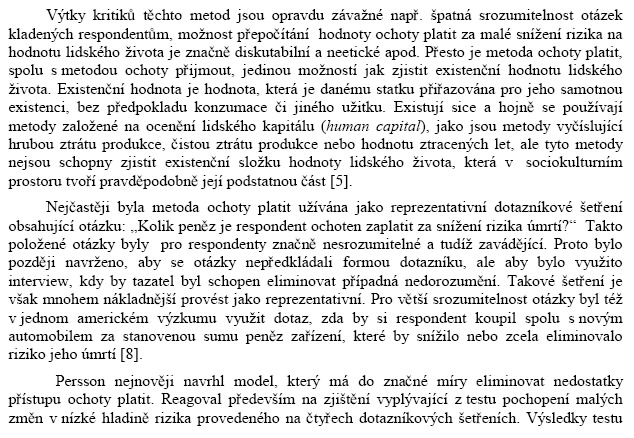 Výtky kritiků těchto metod jsou opravdu závažné např. špatná srozumitelnost otázek
kladených respondentům, možnost přepočítání hodnoty ochoty platit za malé snížení rizika na
hodnotu lidského života je značně diskutabilní a neetické apod. Přesto je metoda ochoty platit,
spolu s metodou ochoty přijmout, jedinou možností jak zjistit existenční hodnotu lidského
života. Existenční hodnota je hodnota, která je danému statku přiřazována pro jeho samotnou
existenci, bez předpokladu konzumace či jiného užitku. Existují sice a hojně se používají
metody založené na ocenění lidského kapitálu (human capital), jako jsou metody vyčíslující
hrubou ztrátu produkce, čistou ztrátu produkce nebo hodnotu ztracených let, ale tyto metody
nejsou schopny zjistit existenční složku hodnoty lidského života, která v sociokulturním
prostoru tvoří pravděpodobně její podstatnou část [5].
Nejčastěji byla metoda ochoty platit užívána jako reprezentativní dotazníkové šetření
obsahující otázku: „Kolik peněz je respondent ochoten zaplatit za snížení rizika úmrtí?“ Takto
položené otázky byly pro respondenty značně nesrozumitelné a tudíž zavádějící. Proto bylo
později navrženo, aby se otázky nepředkládali formou dotazníku, ale aby bylo využito
interview, kdy by tazatel byl schopen eliminovat případná nedorozumění. Takové šetření je
však mnohem nákladnější provést jako reprezentativní. Pro větší srozumitelnost otázky byl též
v jednom americkém výzkumu využit dotaz, zda by si respondent koupil spolu s novým
automobilem za stanovenou sumu peněz zařízení, které by snížilo nebo zcela eliminovalo
riziko jeho úmrtí [8].
Persson nejnověji navrhl model, který má do značné míry eliminovat nedostatky
přístupu ochoty platit. Reagoval především na zjištění vyplývající z testu pochopení malých
změn v nízké hladině rizika provedeného na čtyřech dotazníkových šetřeních. Výsledky testu